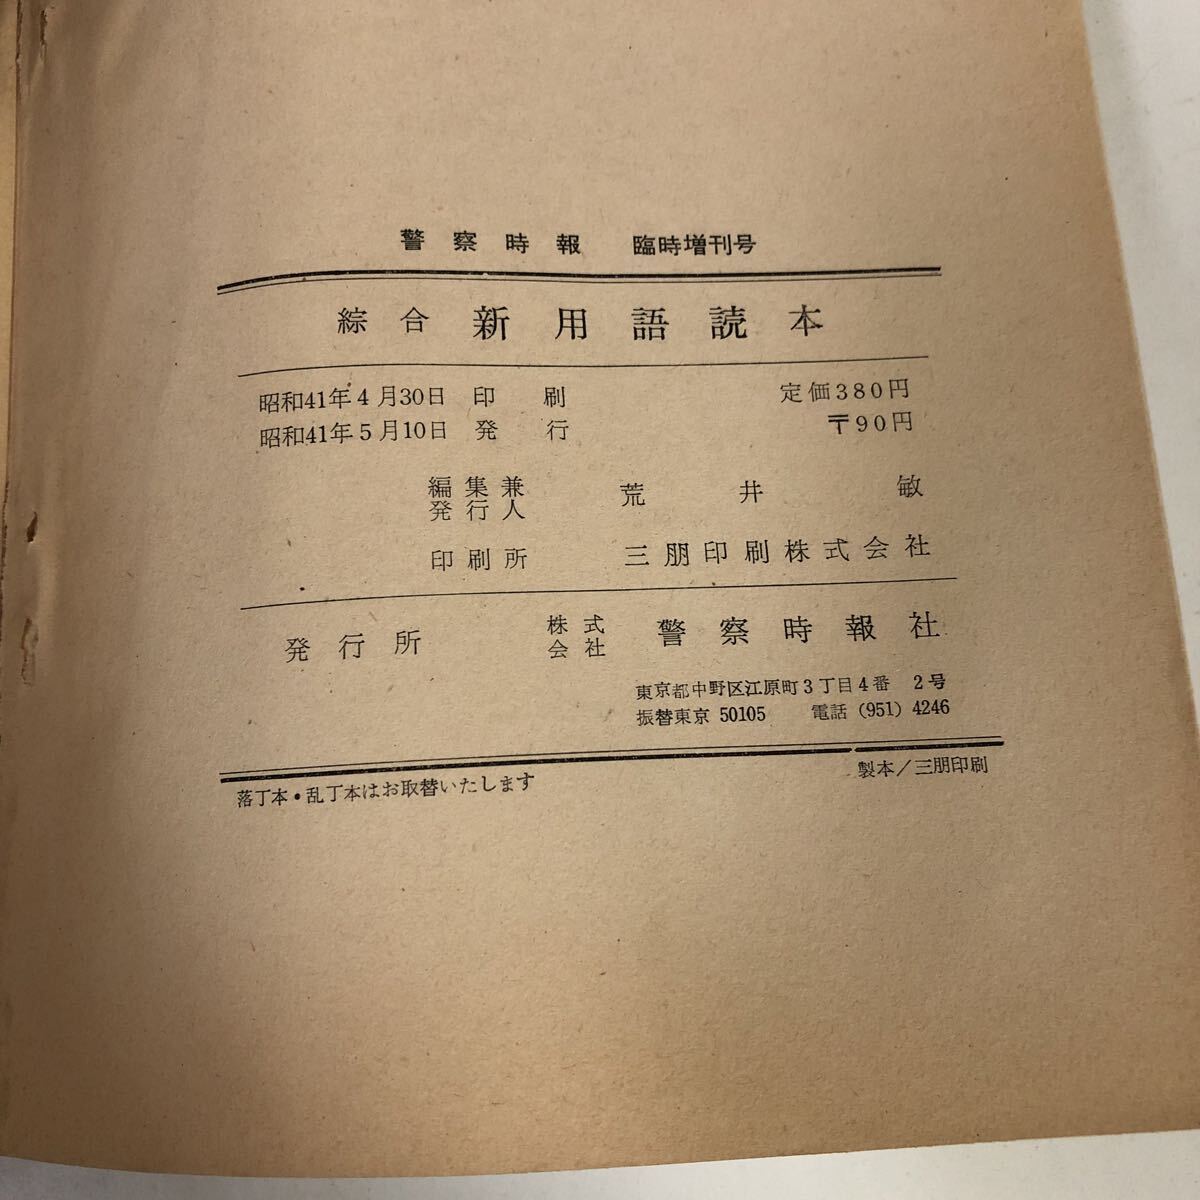 警察時報 臨時増刊号
綜合 新用語読本
昭和41年4月30日 印刷 定価380円
昭和41年5月10日 発行 〒90円
編集兼発行人 荒井敏
印刷所 三朋印刷株式会社
発行所 株式会社 警察時報社
東京都中野区江原町3丁目4番 2号
振替東京 50105 電話 (951) 4246
落丁本・乱丁本はお取替いたします 製本/三朋印刷